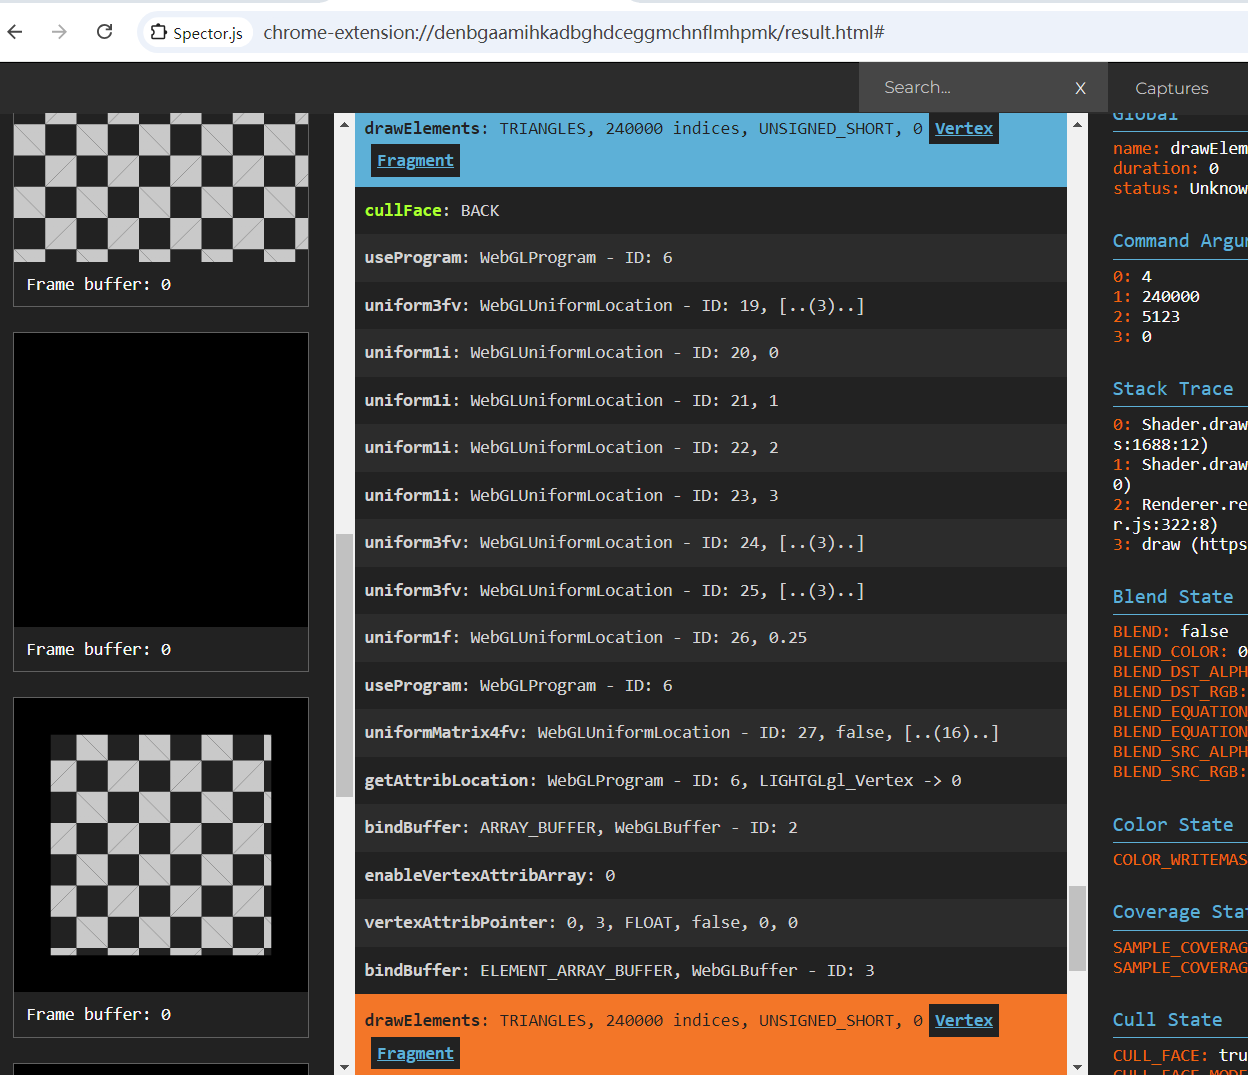 Spector.js
chrome-extension://denbgaamihkadbghdceggmchnflmhpmk/result.html#
Search...
X
Captures
Frame buffer: 0
Frame buffer: 0
Frame buffer: 0
drawElements: TRIANGLES, 240000 indices, UNSIGNED_SHORT, 0 Vertex
Fragment
cullFace: BACK
useProgram: WebGLProgram - ID: 6
uniform3fv: WebGLUniformLocation - ID: 19, [..(3)..]
uniform1i: WebGLUniformLocation - ID: 20, 0
uniform1i: WebGLUniformLocation - ID: 21, 1
uniform1i: WebGLUniformLocation - ID: 22, 2
uniform1i: WebGLUniformLocation - ID: 23, 3
uniform3fv: WebGLUniformLocation - ID: 24, [..(3)..]
uniform3fv: WebGLUniformLocation - ID: 25, [..(3)..]
uniform1f: WebGLUniformLocation - ID: 26, 0.25
useProgram: WebGLProgram - ID: 6
uniformMatrix4fv: WebGLUniformLocation - ID: 27, false, [..(16)..]
getAttribLocation: WebGLProgram - ID: 6, LIGHTGLgl_Vertex -> 0
bindBuffer: ARRAY_BUFFER, WebGLBuffer - ID: 2
enableVertexAttribArray: 0
vertexAttribPointer: 0, 3, FLOAT, false, 0, 0
bindBuffer: ELEMENT_ARRAY_BUFFER, WebGLBuffer - ID: 3
drawElements: TRIANGLES, 240000 indices, UNSIGNED_SHORT, 0 Vertex
Fragment
Global
name: drawElem
duration: 0
status: Unknow
Command Argu
0: 4
1: 240000
2: 5123
3: 0
Stack Trace
0: Shader.draw
s:1688:12)
1: Shader.draw
0)
2: Renderer.re
r.js:322:8)
3: draw (https
Blend State
BLEND: false
BLEND_COLOR: 0
BLEND_DST_ALPH
BLEND_DST_RGB:
BLEND_EQUATION
BLEND_EQUATION
BLEND_SRC_ALPH
BLEND_SRC_RGB:
Color State
COLOR_WRITEMAS
Coverage Sta
SAMPLE_COVERAG
SAMPLE_COVERAG
Cull State
CULL_FACE: tru